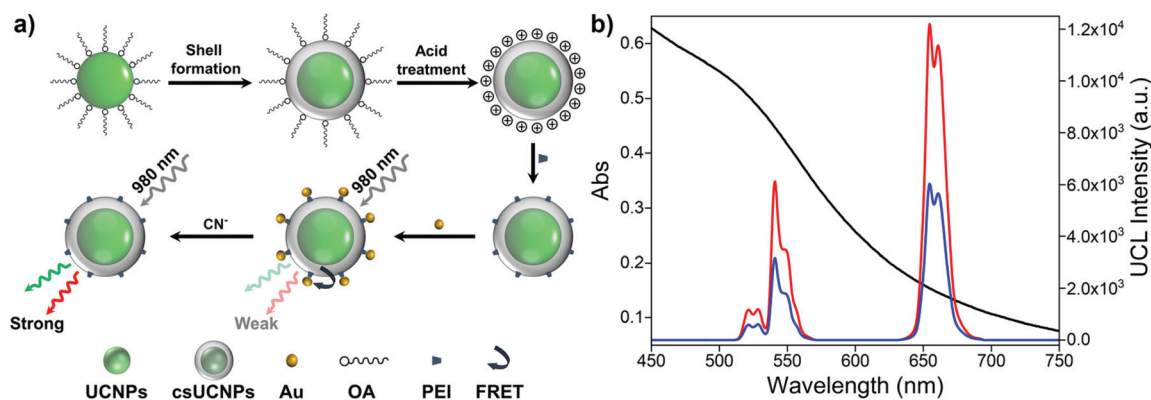 a)
Shell
formation
Acid
treatment
980 nm
CN⁻
980 nm
Strong
Weak
UCNPs
csUCNPs
Au
OA
PEI
FRET
b)
0.6
0.5
0.4
0.3
0.2
0.1
Abs
1.2x10⁴
1.0x10⁴
8.0x10³
6.0x10³
4.0x10³
2.0x10³
0.0
UCL Intensity (a.u.)
450 500 550 600 650 700 750
Wavelength (nm)